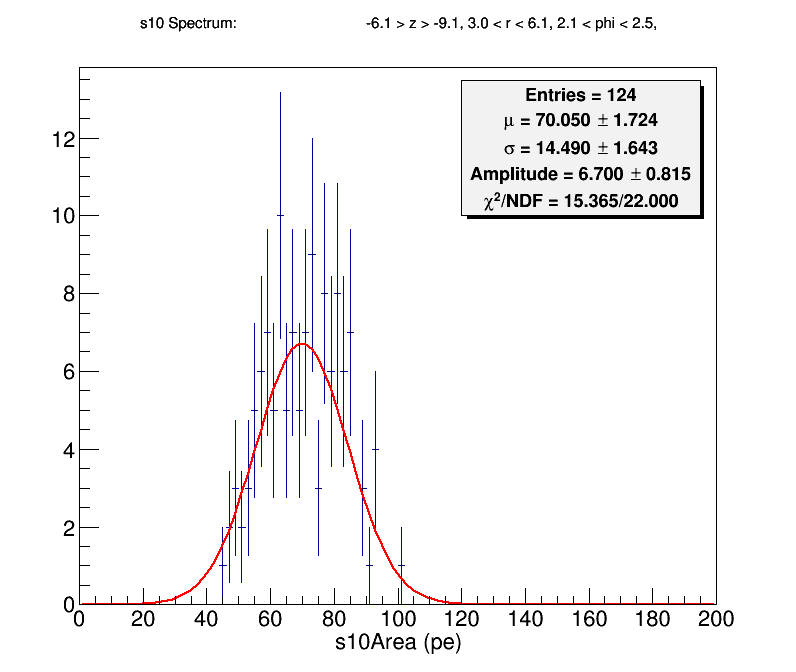 s10 Spectrum: -6.1 > z > -9.1, 3.0 < r < 6.1, 2.1 < phi < 2.5,
Entries = 124
μ = 70.050 ± 1.724
σ = 14.490 ± 1.643
Amplitude = 6.700 ± 0.815
χ²/NDF = 15.365/22.000
12
10
8
6
4
2
0
0 20 40 60 80 100 120 140 160 180 200
s10Area (pe)